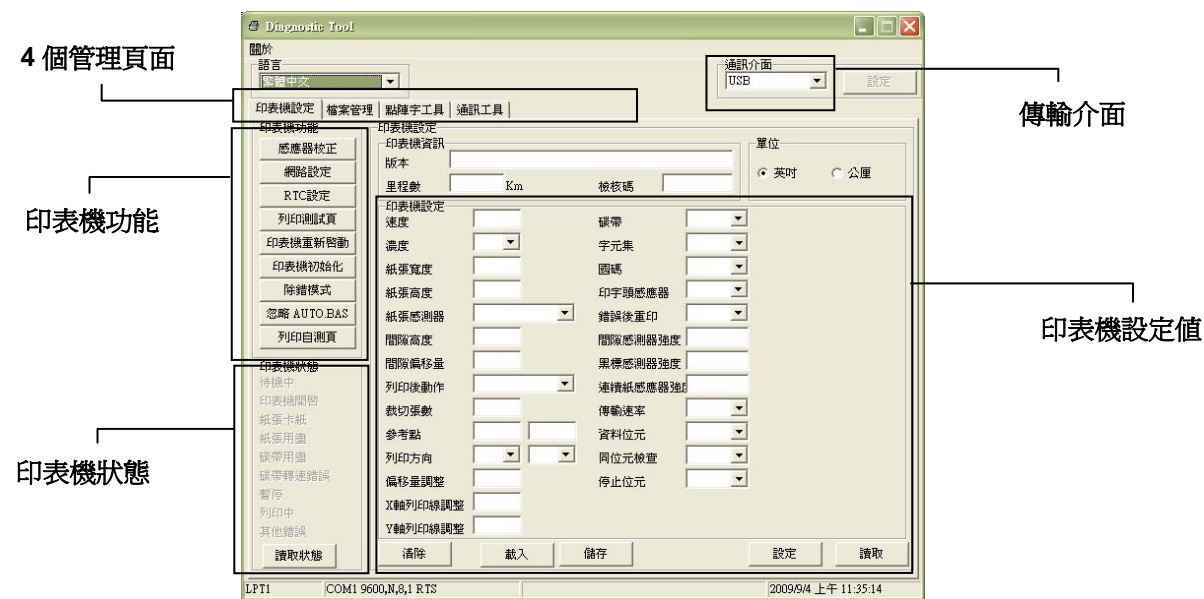 Diagnostic Tool
關於
4 個管理頁面
語言
繁體中文
通訊介面
USB
設定
傳輸介面
印表機設定 檔案管理 點陣字工具 通訊工具
印表機功能
感應器校正
網路設定
RTC設定
列印測試頁
印表機重新啓動
印表機初始化
除錯模式
忽略 AUTO.BAS
列印自測頁
印表機功能
印表機狀態
待機中
印表機開啓
紙張卡紙
紙張用盡
碳帶用盡
碳帶轉速錯誤
暫停
列印中
其他錯誤
讀取狀態
印表機狀態
印表機設定
印表機資訊
版本
里程數 Km 檢核碼
單位
英吋 公厘
印表機設定
速度 碳帶
濃度 字元集
紙張寬度 國碼
紙張高度 印字頭感應器
紙張感測器 錯誤後重印
間隙高度 間隙感測器強度
間隙偏移量 黑標感測器強度
列印後動作 連續紙感應器強度
裁切張數 傳輸速率
參考點 資料位元
列印方向 同位元檢查
偏移量調整 停止位元
X軸列印線調整
Y軸列印線調整
清除 載入 儲存 設定 讀取
印表機設定值
LPT1 COM1 9600,N,8,1 RTS 2009/9/4 上午 11:35:14